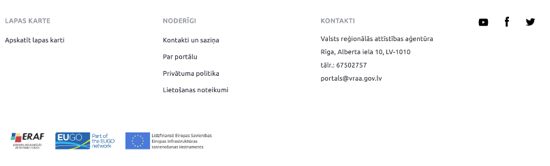 LAPAS KARTE
Apskatīt lapas karti
NODERĪGI
Kontakti un saziņa
Par portālu
Privātuma politika
Lietošanas noteikumi
KONTAKTI
Valsts reģionālās attīstības aģentūra
Rīga, Alberta iela 10, LV-1010
tālr.: 67502757
portals@vraa.gov.lv
ERAF
EUGO
Part of
the EUGO
network
Līdzfinansē Eiropas Savienības
Eiropas infrastruktūras
savienošanas instruments